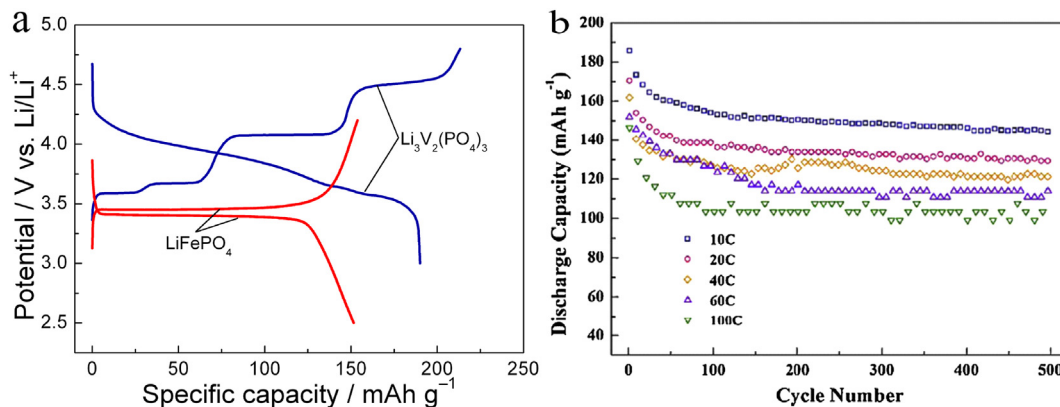 a
Potential / V vs. Li/Li⁺
5.0
4.5
4.0
3.5
3.0
2.5
Li₃V₂(PO₄)₃
LiFePO₄
0 50 100 150 200 250
Specific capacity / mAh g⁻¹
b
Discharge Capacity (mAh g⁻¹)
200
180
160
140
120
100
80
60
40
10C
20C
40C
60C
100C
0 100 200 300 400 500
Cycle Number